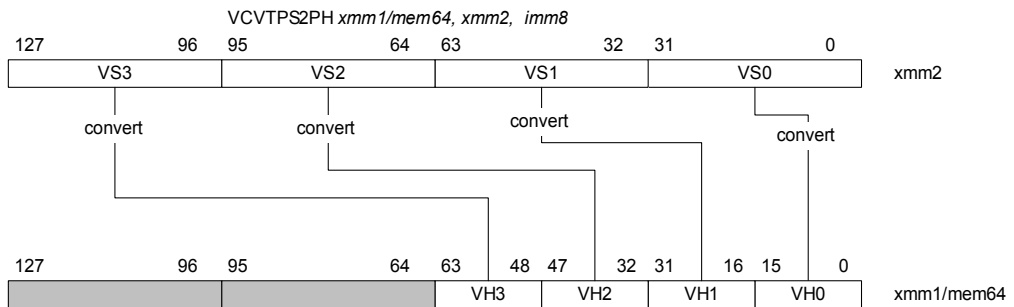 VCVTPS2PH xmm1/mem64, xmm2, imm8
127 96 95 64 63 32 31 0
VS3 VS2 VS1 VS0 xmm2
convert convert convert convert
127 96 95 64 63 48 47 32 31 16 15 0
VH3 VH2 VH1 VH0 xmm1/mem64